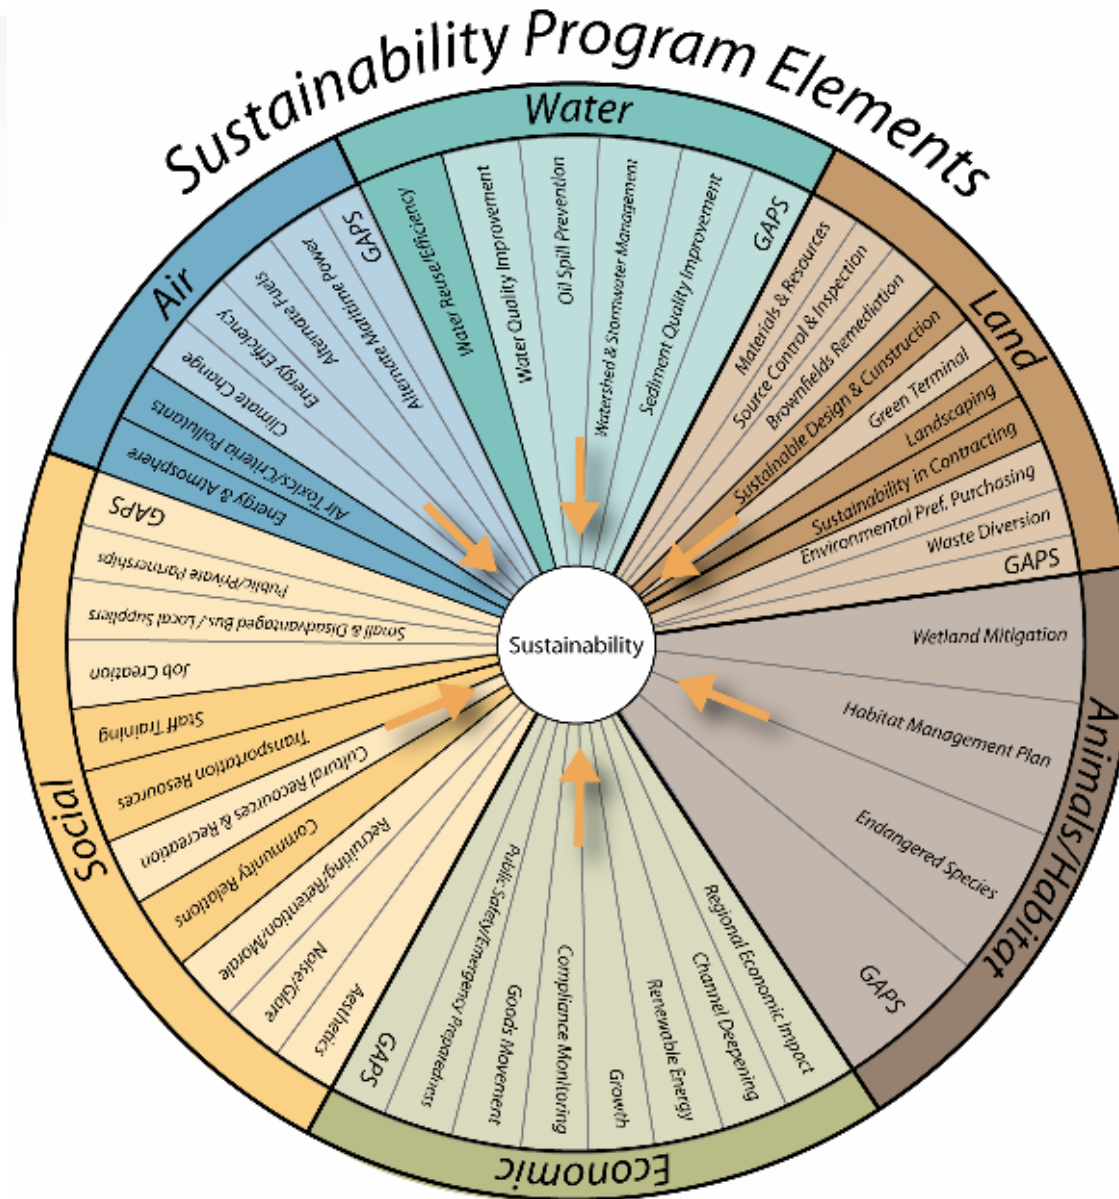 Sustainability Program Elements
Water
Water Reuse/Efficiency
Water Quality Improvement
Oil Spill Prevention
Watershed & Stormwater Management
Sediment Quality Improvement
GAPS
Land
Materials & Resources
Source Control & Inspection
Brownfields Remediation
Sustainable Design & Cunstruction
Green Terminal
Landscaping
Sustainability in Contracting
Environmental Pref. Purchasing
Waste Diversion
GAPS
Animals/Habitat
Wetland Mitigation
Habitat Management Plan
Endangered Species
GAPS
Economic
Regional Economic Impact
Channel Deepening
Renewable Energy
Growth
Compliance Monitoring
Goods Movement
Public Safety/Emergency Preparedness
GAPS
Social
Aesthetics
Noise/Glare
Recruiting/Retention/Morale
Community Relations
Cultural Recources & Recreation
Transportation Resources
Staff Training
Job Creation
Small & Disadvantaged Bus./ Local Suppliers
Public/Private Partnerships
GAPS
Air
Energy & Atmosphere
Air Toxics/Criteria Pollutants
Climate Change
Energy Efficiency
Alternate Fuels
Alternate Maritime Power
GAPS
Sustainability